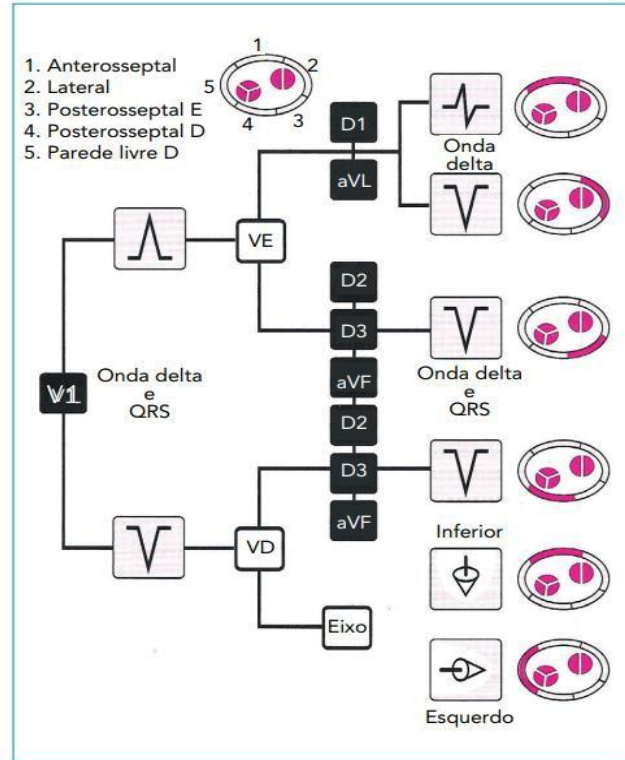 1. Anterosseptal
2. Lateral
3. Posterosseptal E
4. Posterosseptal D
5. Parede livre D
1
2
3
4
5
D1
aVL
Onda
delta
VE
D2
D3
aVF
Onda delta
e
QRS
V1
Onda delta
e
QRS
D2
D3
aVF
VD
Eixo
Inferior
Esquerdo